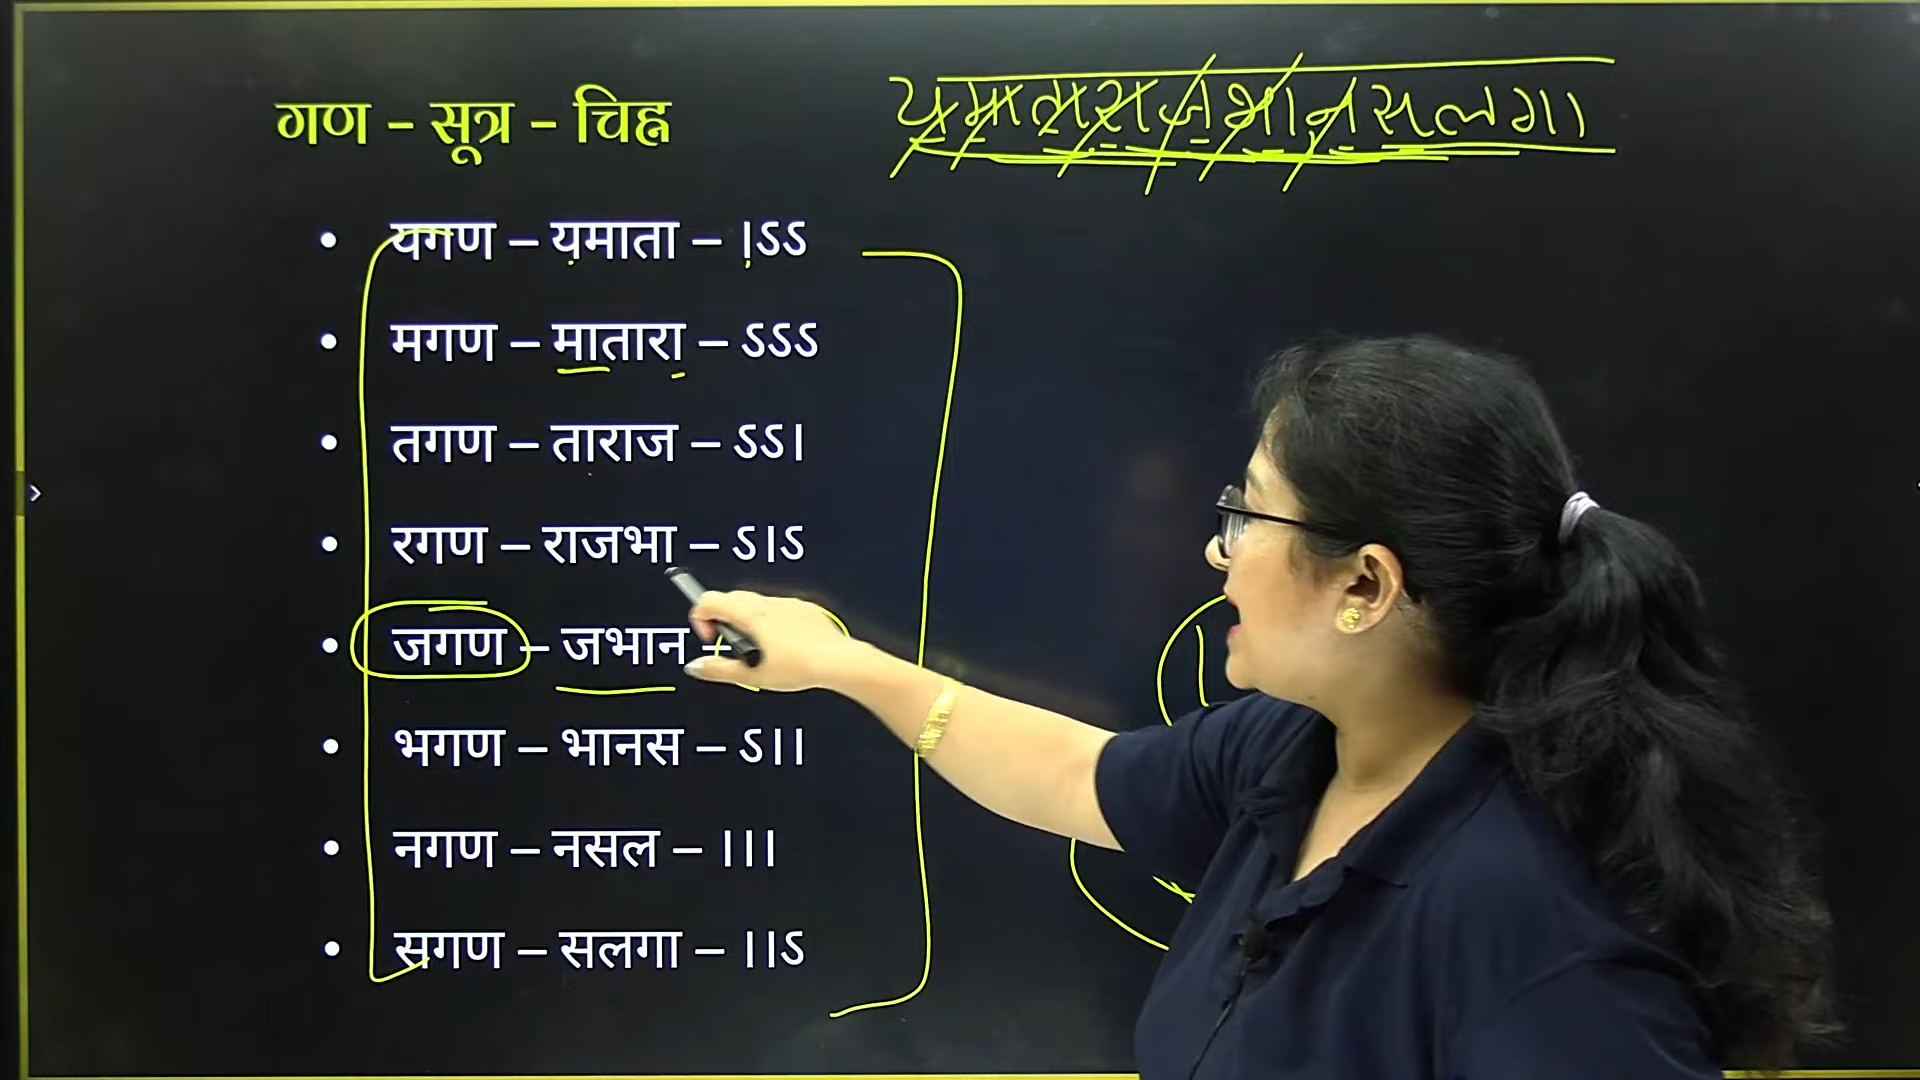 गण – सूत्र – चिह्न
यमाताराजभानसलगा
• यगण – यमाता – ।ऽऽ
• मगण – मातारा – ऽऽऽ
• तगण – ताराज – ऽऽ।
• रगण – राजभा – ऽ।ऽ
• जगण – जभान –
• भगण – भानस – ऽ।।
• नगण – नसल – ।।।
• सगण – सलगा – ।।ऽ